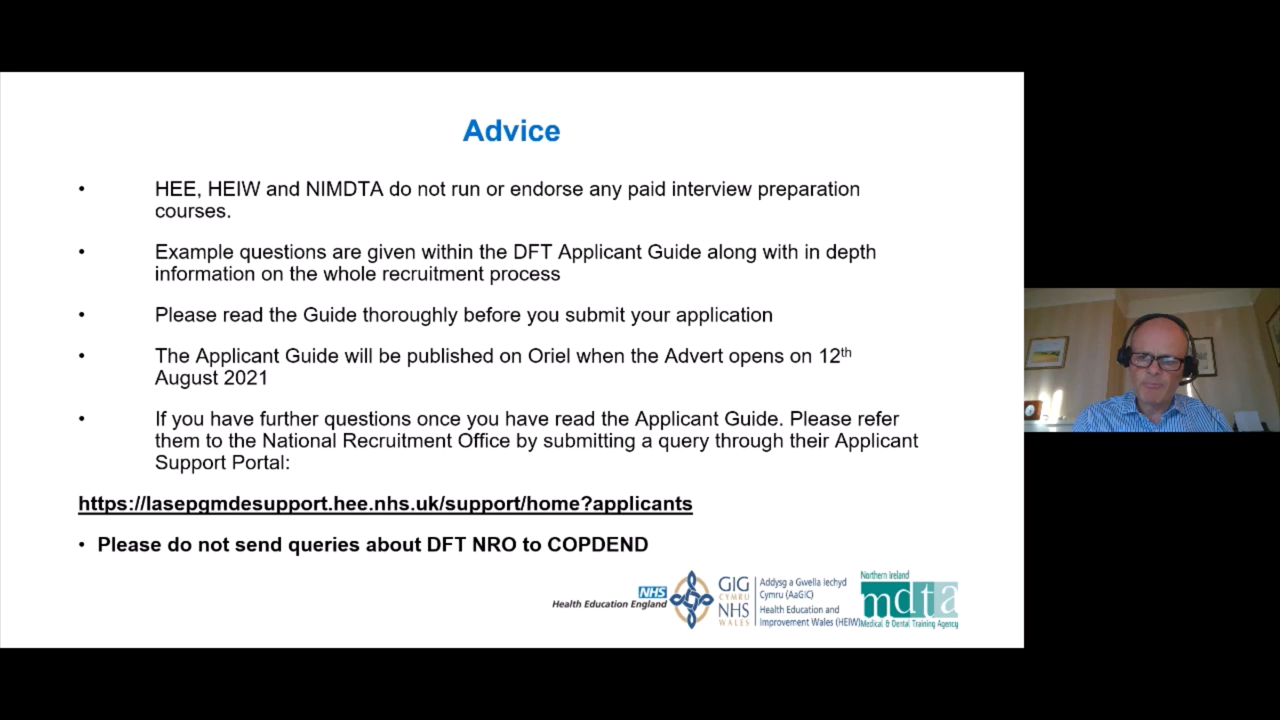 Advice
• HEE, HEIW and NIMDTA do not run or endorse any paid interview preparation
courses.
• Example questions are given within the DFT Applicant Guide along with in depth
information on the whole recruitment process
• Please read the Guide thoroughly before you submit your application
• The Applicant Guide will be published on Oriel when the Advert opens on 12th
August 2021
• If you have further questions once you have read the Applicant Guide. Please refer
them to the National Recruitment Office by submitting a query through their Applicant
Support Portal:
https://lasepgmdesupport.hee.nhs.uk/support/home?applicants
• Please do not send queries about DFT NRO to COPDEND
NHS
Health Education England
GIG
CYMRU
NHS
WALES
Addysg a Gwella Iechyd
Cymru (AaGIC)
Health Education and
Improvement Wales (HEIW)
Northern Ireland
mdta
Medical & Dental Training Agency